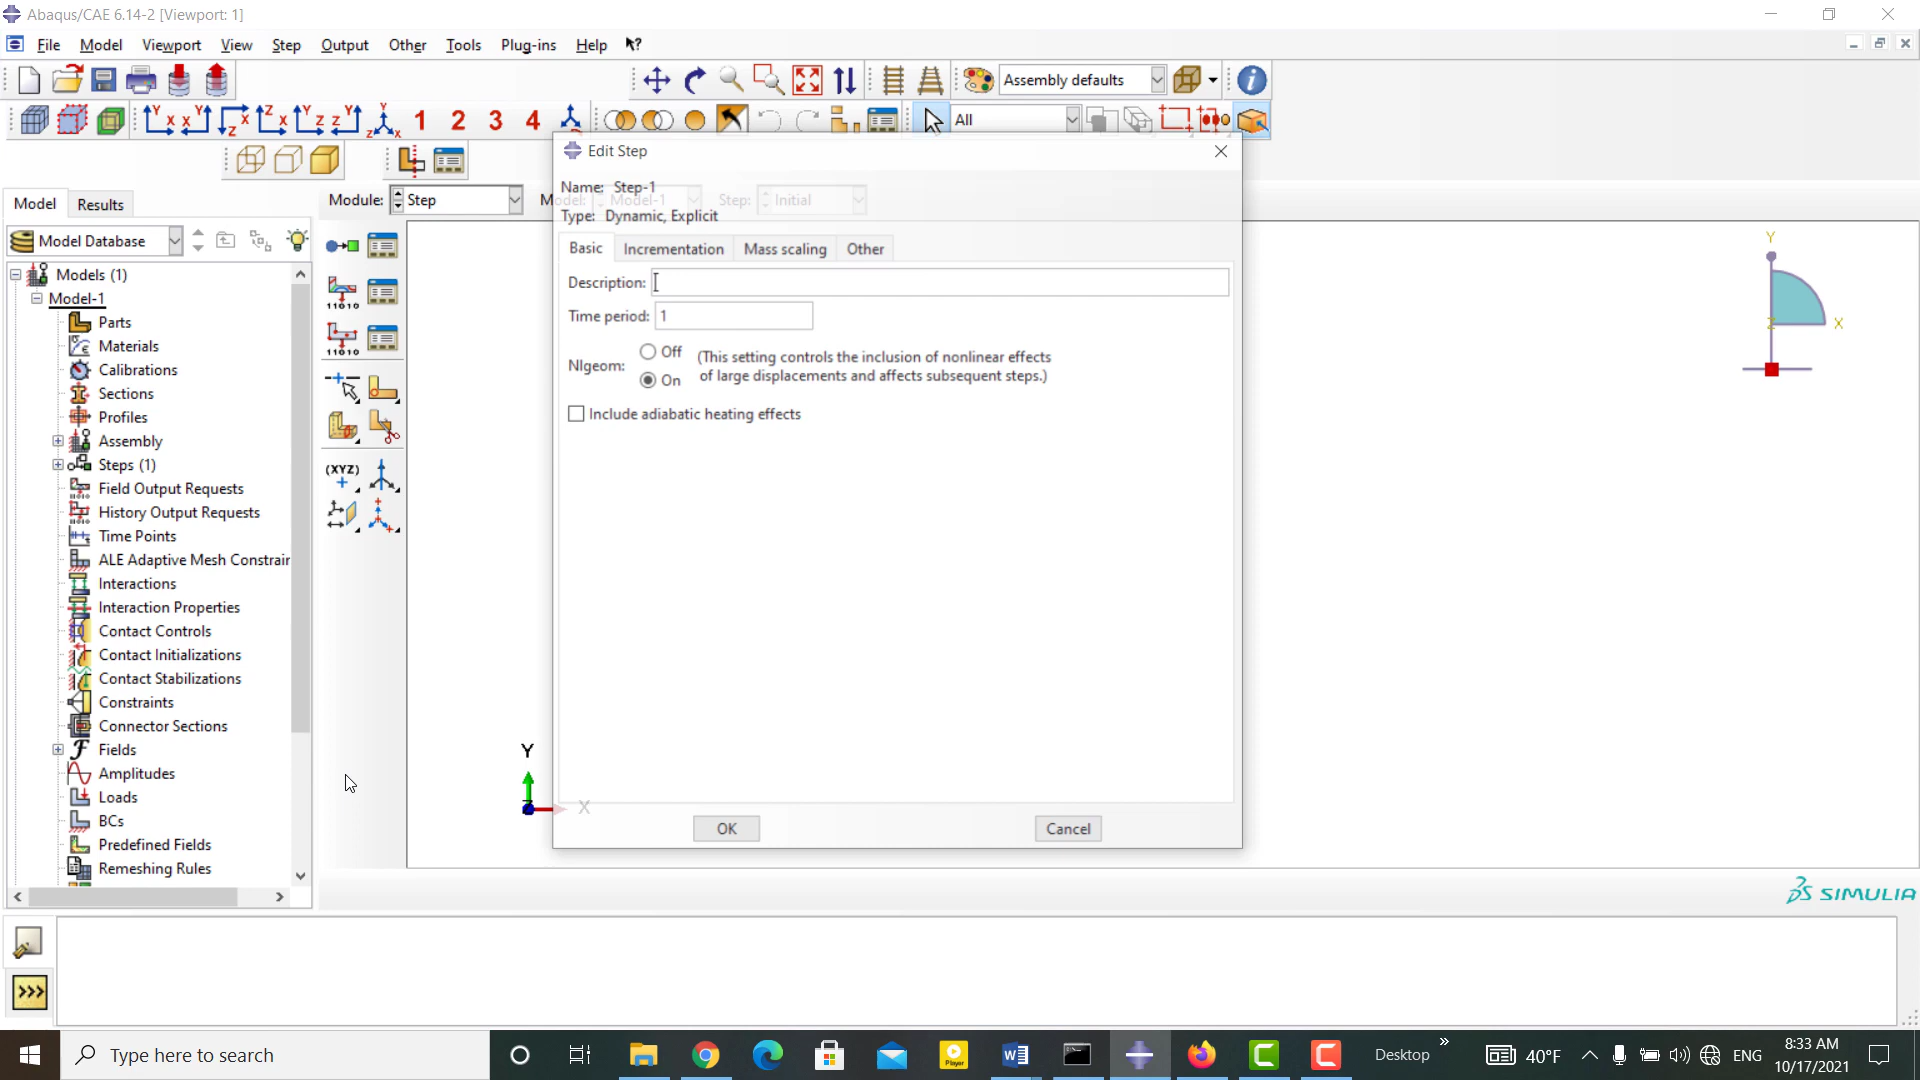 Abaqus/CAE 6.14-2 [Viewport: 1]
File Model Viewport View Step Output Other Tools Plug-ins Help
Assembly defaults
1 2 3 4 All
Model Results
Module: Step Model: Model-1 Step: Initial
Model Database
Models (1)
Model-1
Parts
Materials
Calibrations
Sections
Profiles
Assembly
Steps (1)
Field Output Requests
History Output Requests
Time Points
ALE Adaptive Mesh Constrair
Interactions
Interaction Properties
Contact Controls
Contact Initializations
Contact Stabilizations
Constraints
Connector Sections
Fields
Amplitudes
Loads
BCs
Predefined Fields
Remeshing Rules
(XYZ)
Edit Step
Name: Step-1
Type: Dynamic, Explicit
Basic Incrementation Mass scaling Other
Description:
Time period: 1
Nlgeom: Off On
(This setting controls the inclusion of nonlinear effects
of large displacements and affects subsequent steps.)
Include adiabatic heating effects
OK Cancel
Y
X
Y
X
Z
SIMULIA
Type here to search
Desktop
40°F
ENG
8:33 AM
10/17/2021